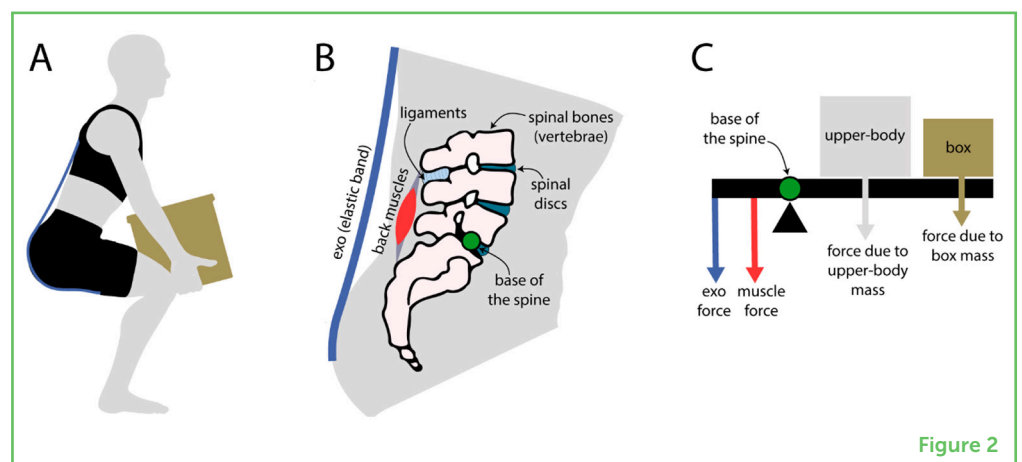 A
B
C
ligaments
spinal bones
(vertebrae)
spinal
discs
exo (elastic band)
back muscles
base of
the spine
base of
the spine
upper-body
box
exo
force
muscle
force
force due to
upper-body
mass
force due to
box mass
Figure 2